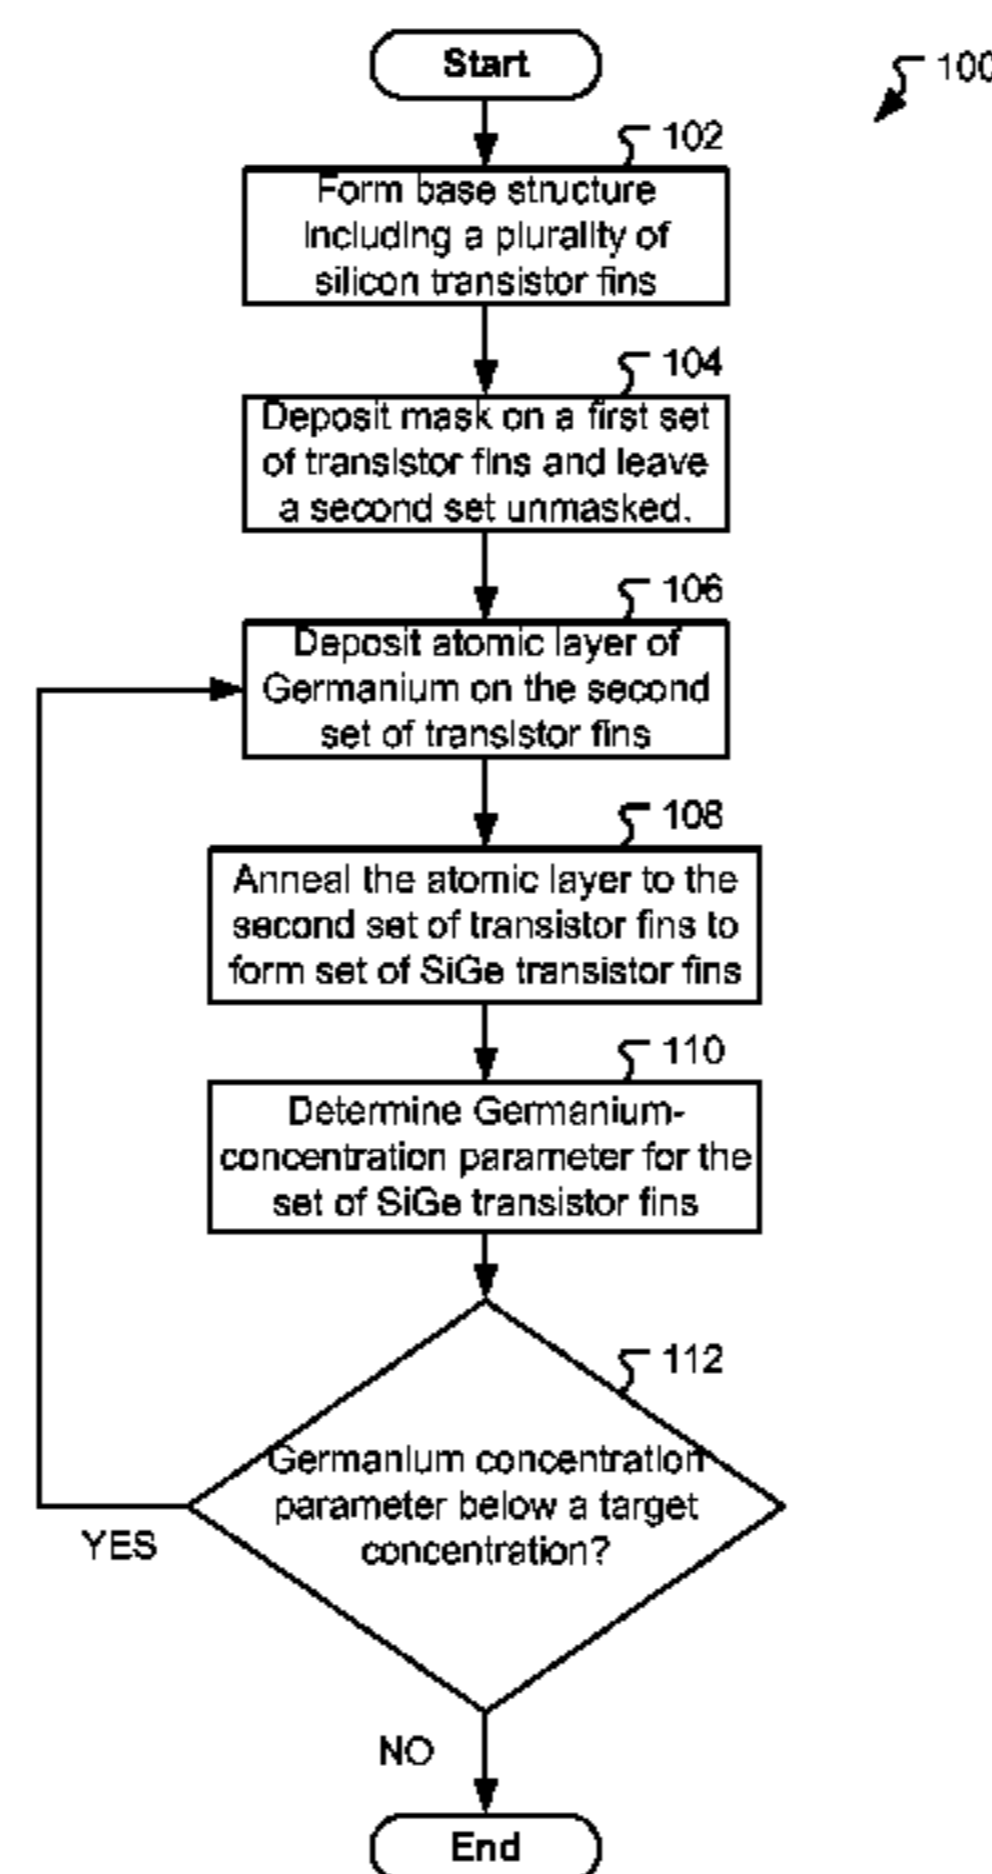 Start
100
102
Form base structure
including a plurality of
silicon transistor fins
104
Deposit mask on a first set
of transistor fins and leave
a second set unmasked.
106
Deposit atomic layer of
Germanium on the second
set of transistor fins
108
Anneal the atomic layer to the
second set of transistor fins to
form set of SiGe transistor fins
110
Determine Germanium-
concentration parameter for the
set of SiGe transistor fins
112
Germanium concentration
parameter below a target
concentration?
YES
NO
End